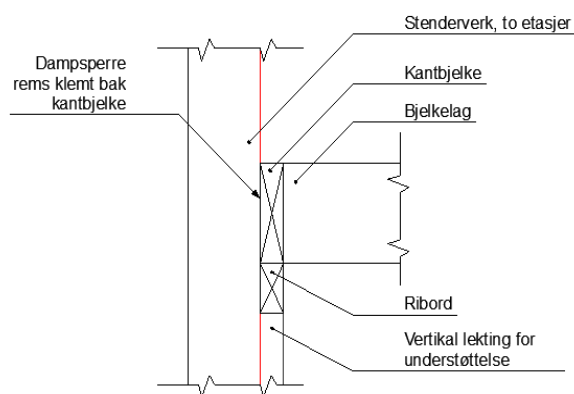 Stenderverk, to etasjer
Dampsperre
rems klemt bak
kantbjelke
Kantbjelke
Bjelkelag
Ribord
Vertikal lekting for
understøttelse